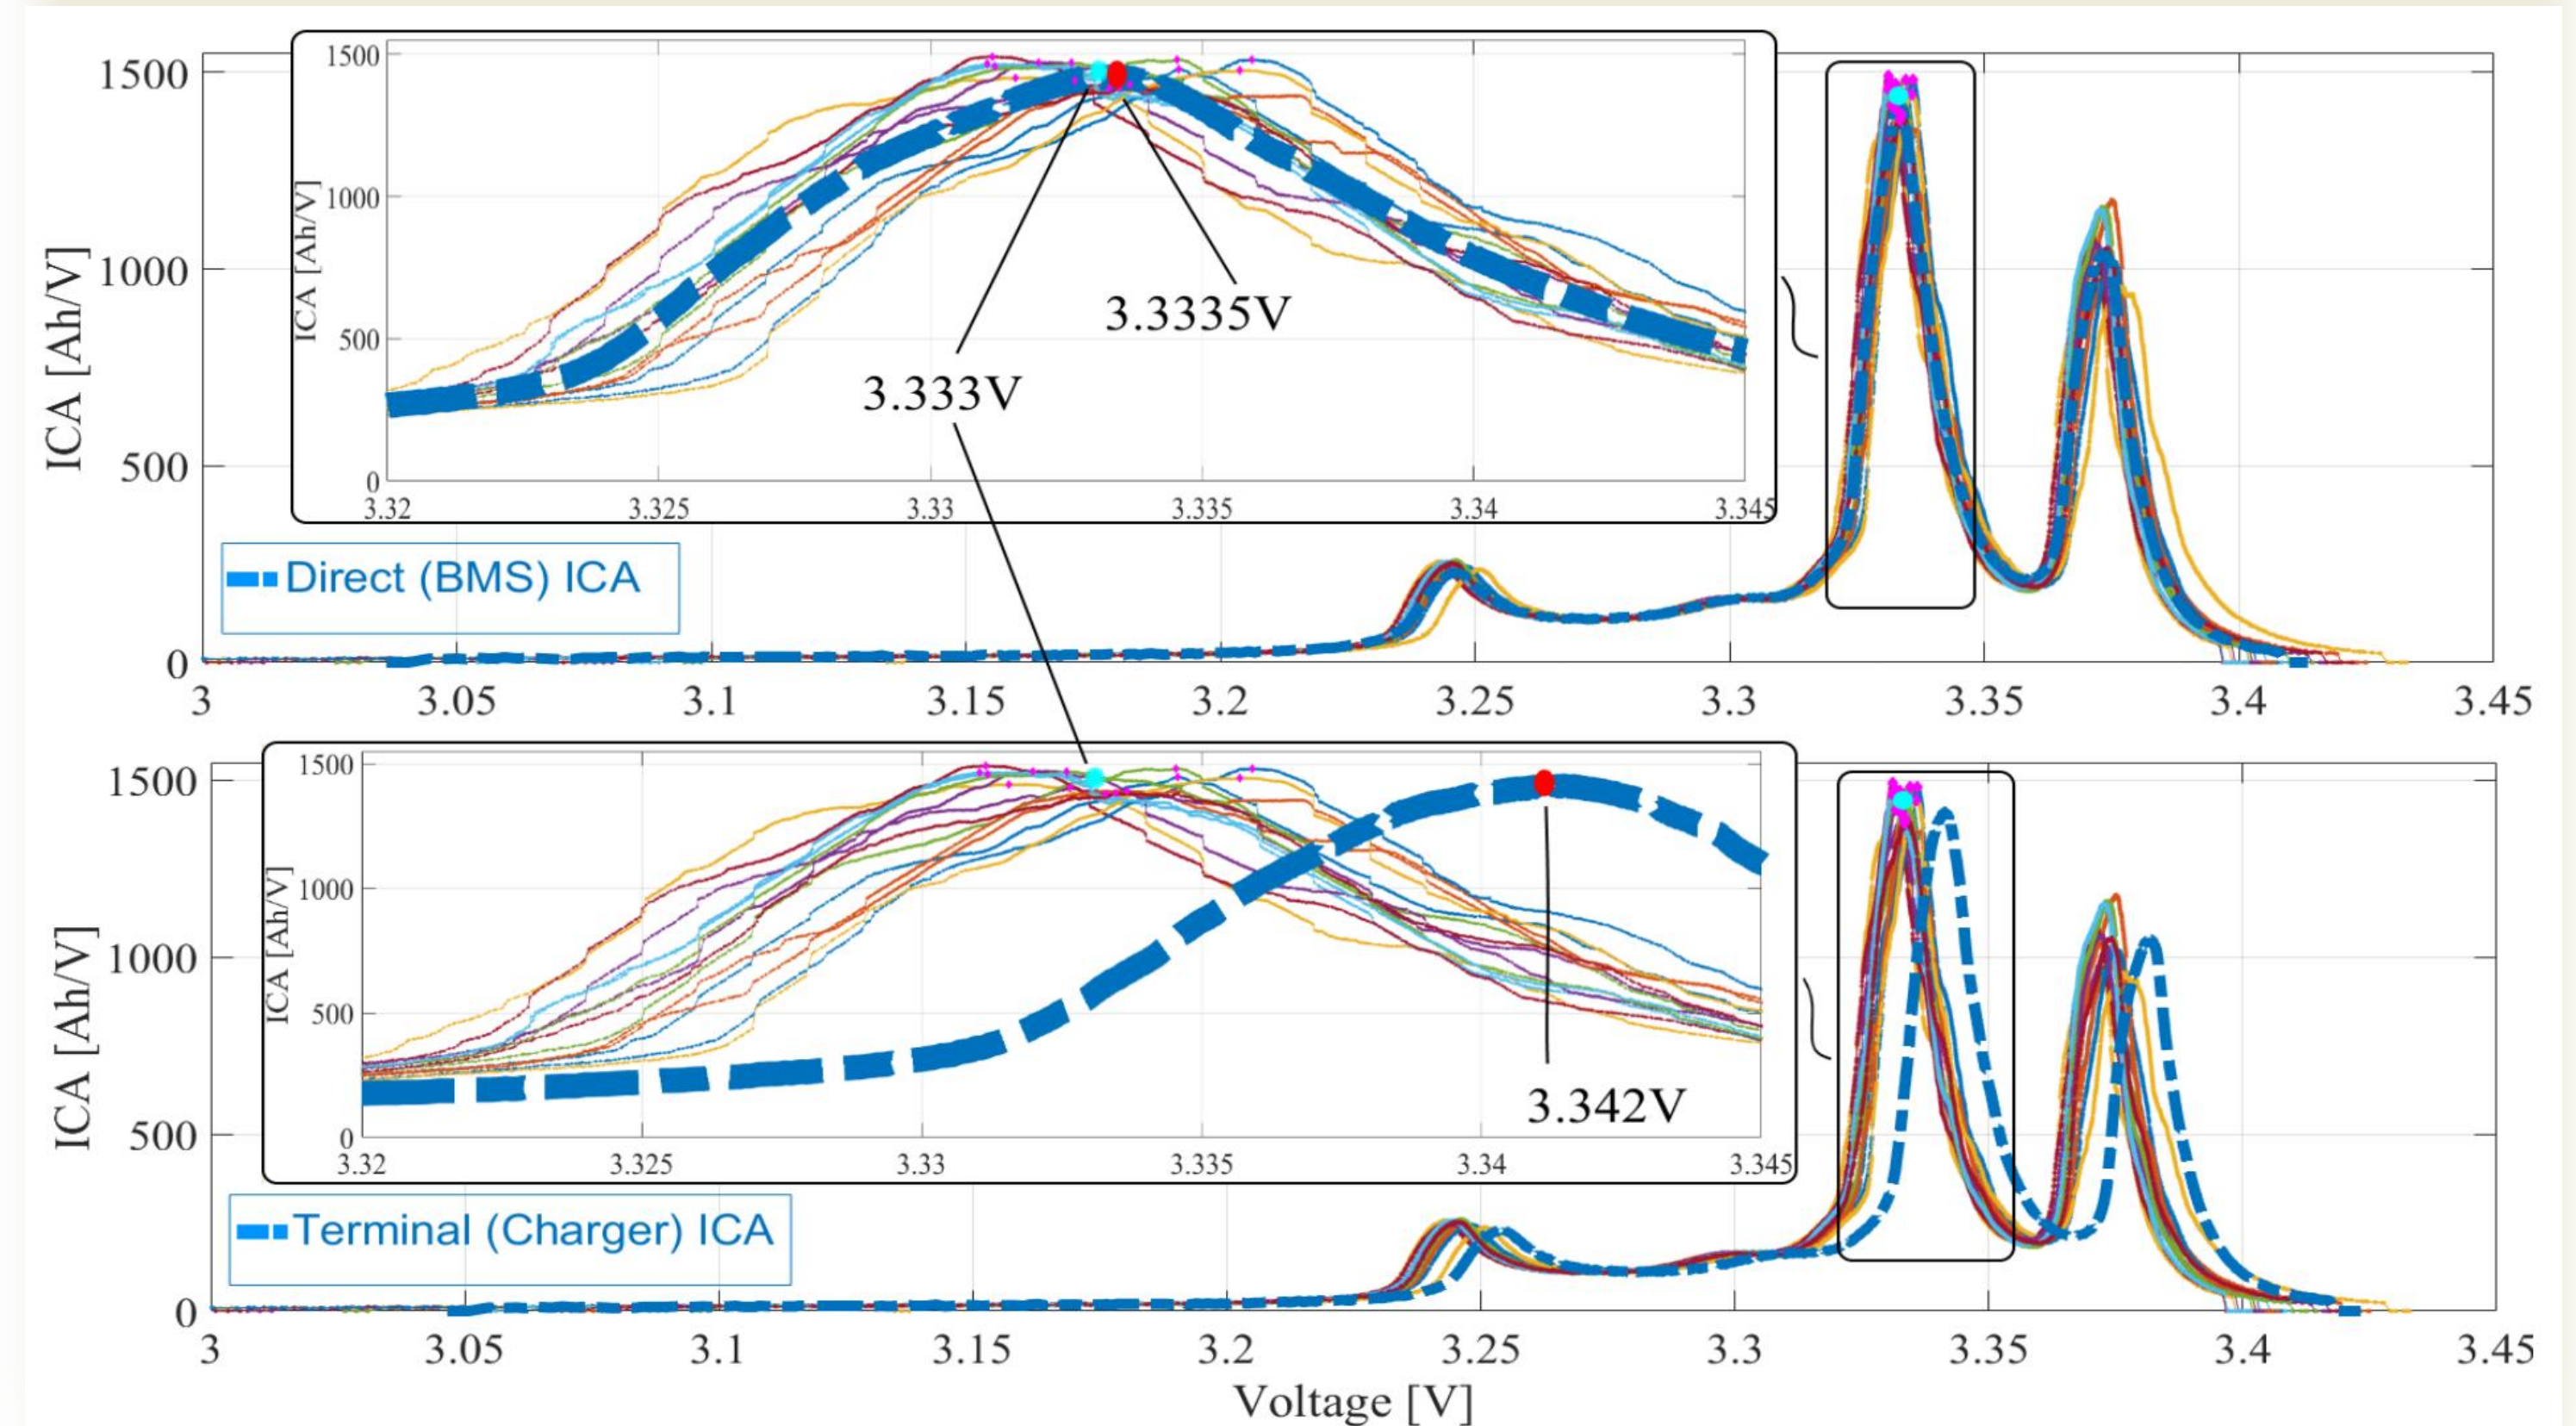 1500
1000
500
0
ICA [Ah/V]
1500
1000
500
0
ICA [Ah/V]
3.32 3.325 3.33 3.335 3.34 3.345
3.3335V
3.333V
Direct (BMS) ICA
3 3.05 3.1 3.15 3.2 3.25 3.3 3.35 3.4 3.45
1500
1000
500
0
ICA [Ah/V]
1500
1000
500
0
ICA [Ah/V]
3.32 3.325 3.33 3.335 3.34 3.345
3.342V
Terminal (Charger) ICA
3 3.05 3.1 3.15 3.2 3.25 3.3 3.35 3.4 3.45
Voltage [V]